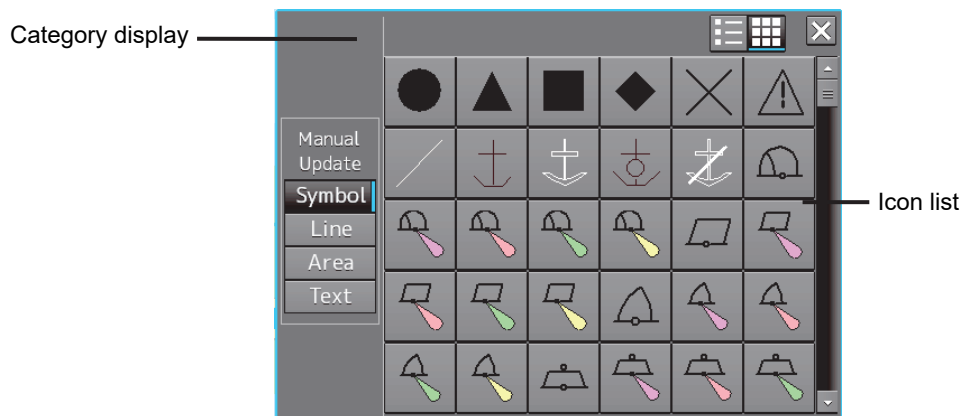 Category display
Manual
Update
Symbol
Line
Area
Text
Icon list